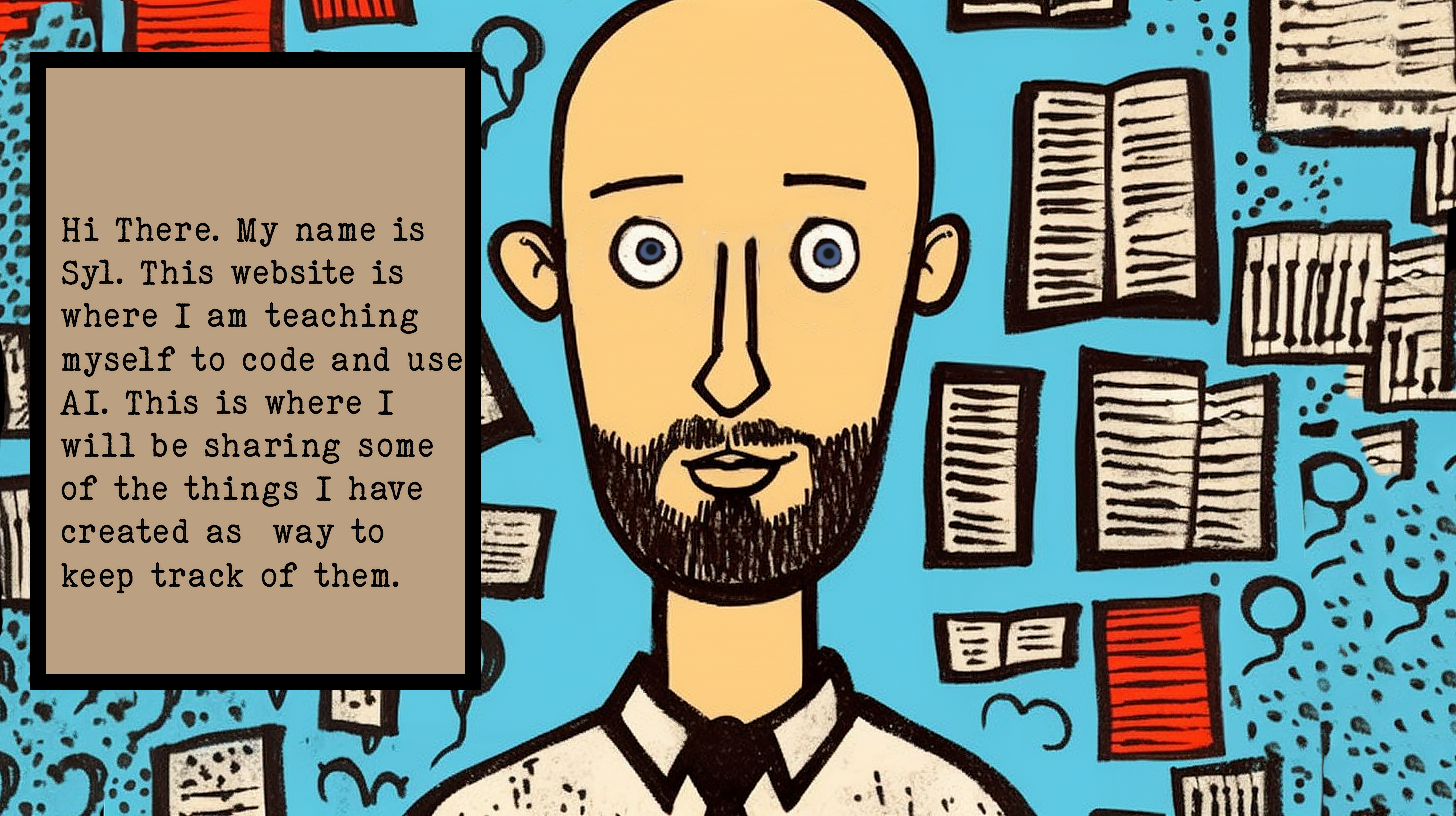 Hi There. My name is
Syl. This website is
where I am teaching
myself to code and use
AI. This is where I
will be sharing some
of the things I have
created as  way to
keep track of them.